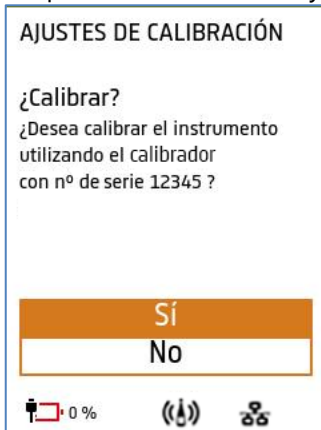 AJUSTES DE CALIBRACIÓN
¿Calibrar?
¿Desea calibrar el instrumento
utilizando el calibrador
con nº de serie 12345 ?
Sí
No
0 %